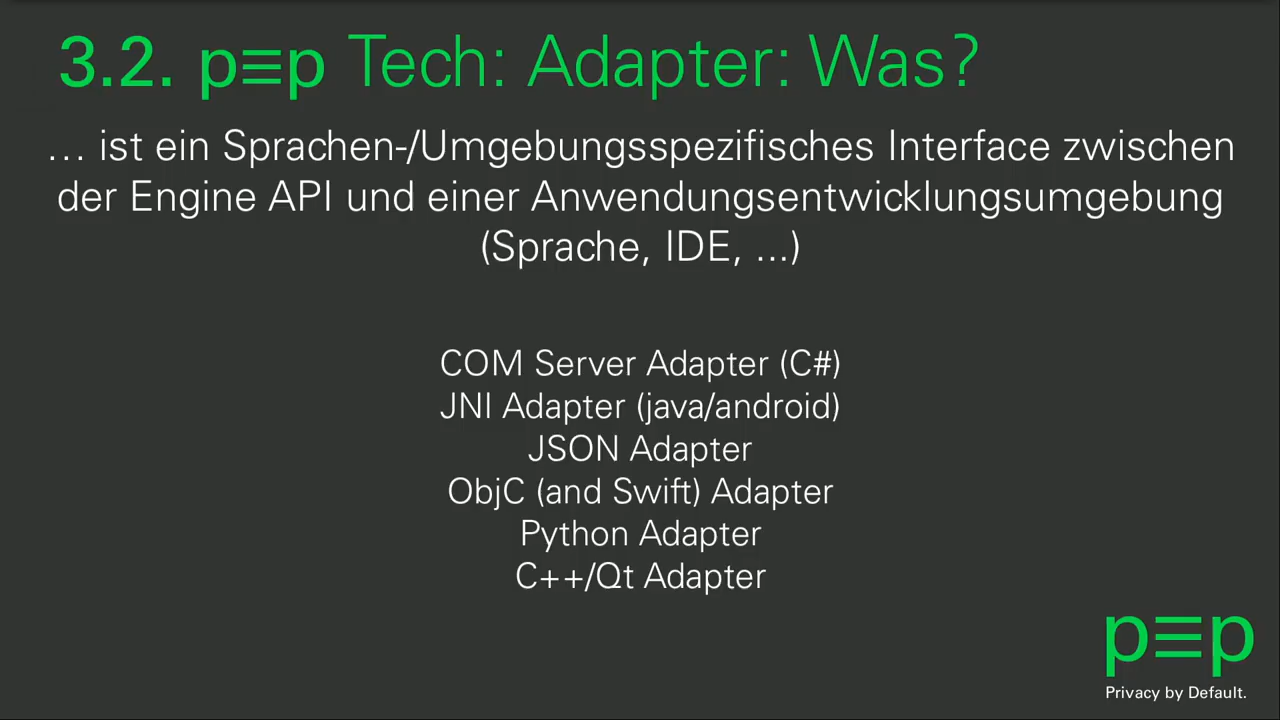 3.2. p≡p Tech: Adapter: Was?
… ist ein Sprachen-/Umgebungsspezifisches Interface zwischen
der Engine API und einer Anwendungsentwicklungsumgebung
(Sprache, IDE, ...)
COM Server Adapter (C#)
JNI Adapter (java/android)
JSON Adapter
ObjC (and Swift) Adapter
Python Adapter
C++/Qt Adapter
p≡p
Privacy by Default.